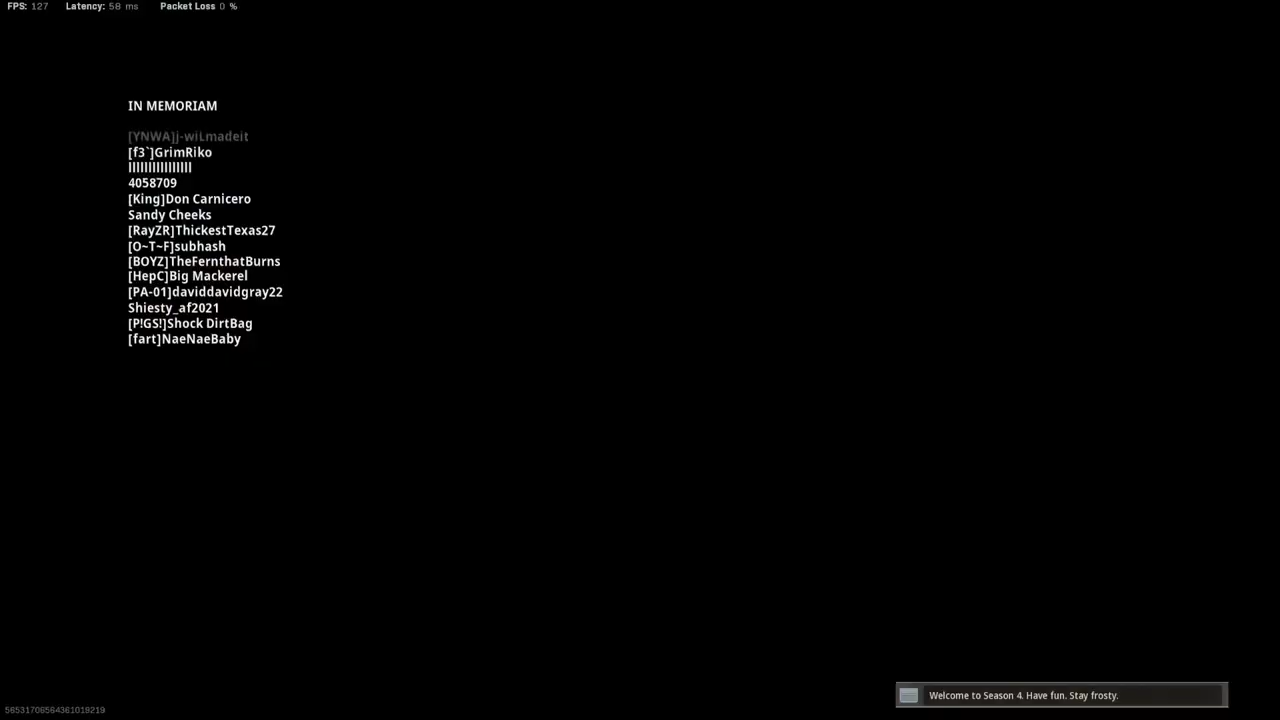 FPS: 127 Latency: 58 ms Packet Loss 0 %
IN MEMORIAM
[YNWA]j-wiLmadeit
[f3`]GrimRiko
llllllllllllllll
4058709
[King]Don Carnicero
Sandy Cheeks
[RayZR]ThickestTexas27
[O~T~F]subhash
[BOYZ]TheFernthatBurns
[HepC]Big Mackerel
[PA-01]daviddavidgray22
Shiesty_af2021
[P!GS!]Shock DirtBag
[fart]NaeNaeBaby
Welcome to Season 4. Have fun. Stay frosty.
56531706564361019219